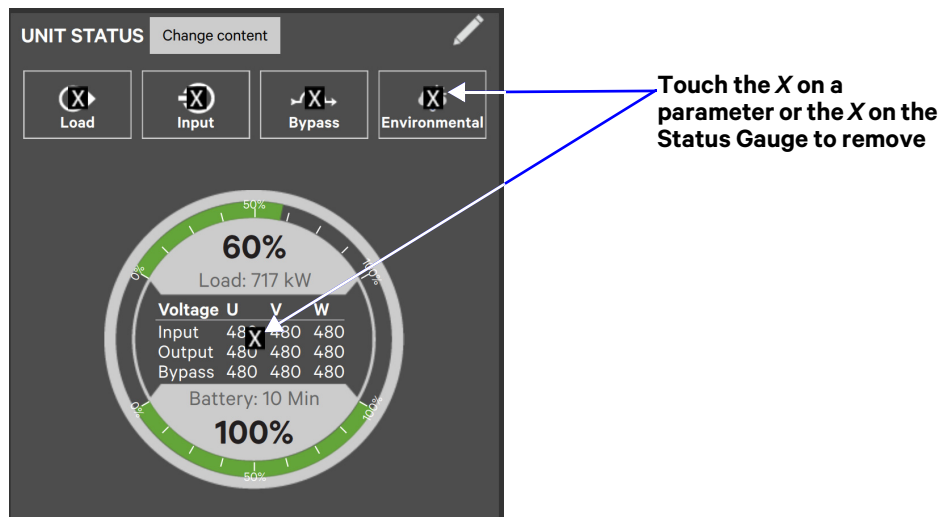 UNIT STATUS Change content
X X X X
Load Input Bypass Environmental
Touch the X on a
parameter or the X on the
Status Gauge to remove
50%
0% 100%
60%
Load: 717 kW
Voltage U V W
Input 480 480 480
X
Output 480 480 480
Bypass 480 480 480
Battery: 10 Min
100%
0% 100%
50%